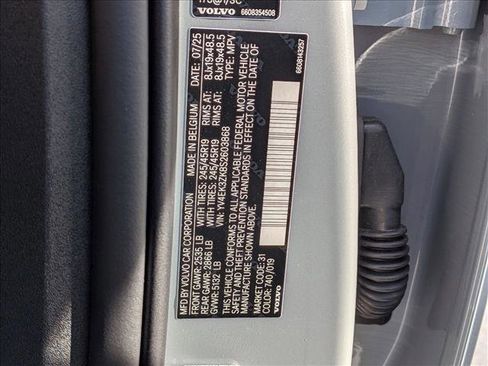 VOLVO
6608354508
MFD BY VOLVO CAR CORPORATION MADE IN BELGIUM 07/25
FRONT GAWR: 2535 LB WITH TIRES: 245/45R19 RIMS AT: 8Jx19x48.5
REAR GAWR: 2866 LB WITH TIRES: 245/45R19 RIMS AT: 8Jx19x48.5
GVWR: 5132 LB VIN: YV4EK3ZK8S2603868 TYPE: MPV
THIS VEHICLE CONFORMS TO ALL APPLICABLE FEDERAL MOTOR VEHICLE
SAFETY AND THEFT PREVENTION STANDARDS IN EFFECT ON THE DATE OF
MANUFACTURE SHOWN ABOVE.
MARKET CODE: 31
COLOR: 740/019
VOLVO
6608143257